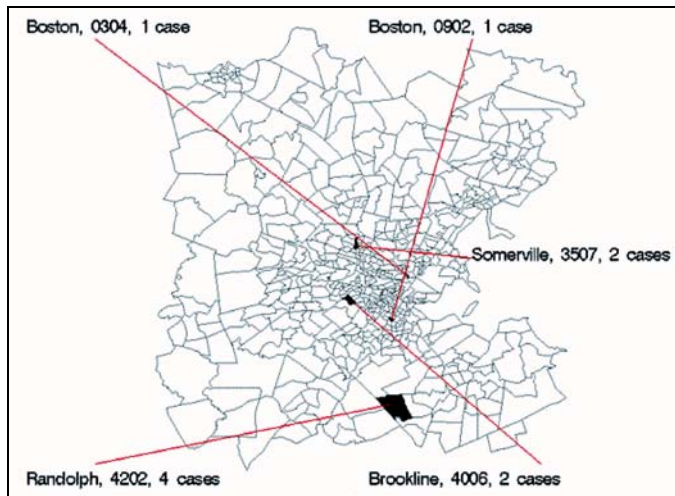 Boston, 0304, 1 case
Boston, 0902, 1 case
Somerville, 3507, 2 cases
Randolph, 4202, 4 cases
Brookline, 4006, 2 cases